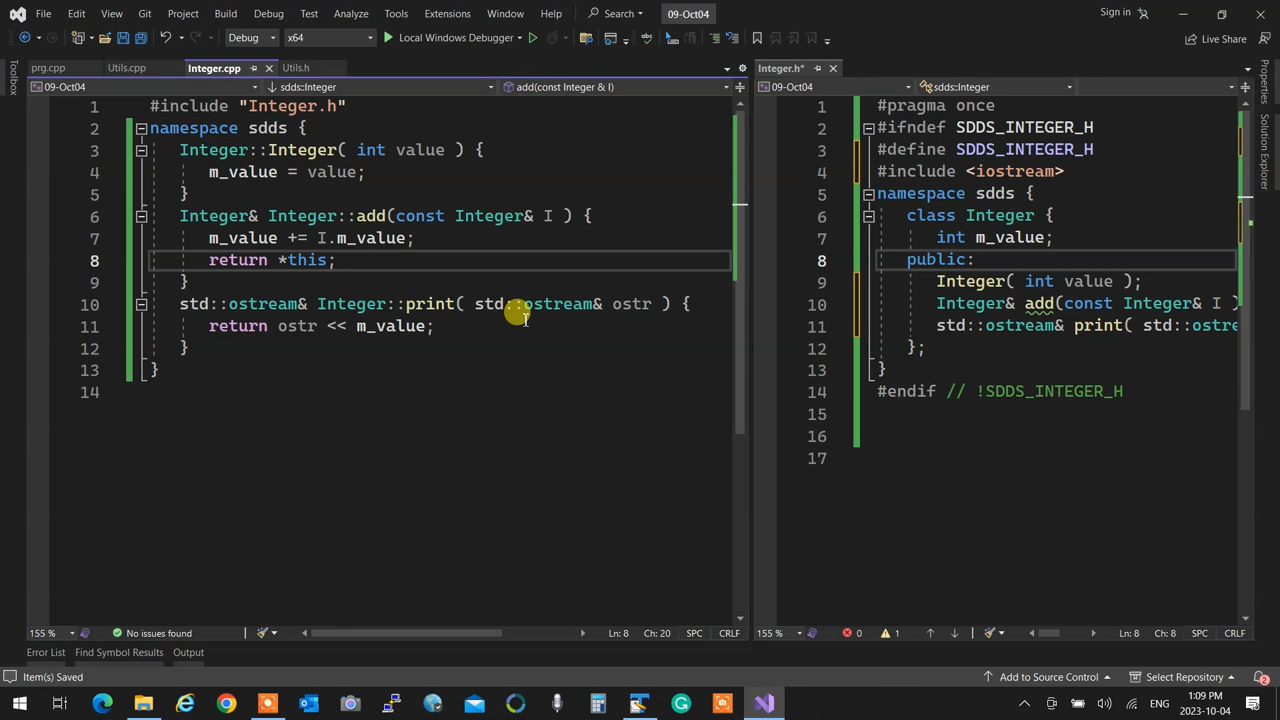 File Edit View Git Project Build Debug Test Analyze Tools Extensions Window Help Search 09-Oct04 Sign in
Debug x64 Local Windows Debugger Live Share
prg.cpp Utils.cpp Integer.cpp Utils.h Integer.h*
09-Oct04 sdds::Integer add(const Integer & I) 09-Oct04 sdds::Integer
Toolbox
Properties
Solution Explorer
1 #include "Integer.h"
2 namespace sdds {
3 Integer::Integer( int value ) {
4 m_value = value;
5 }
6 Integer& Integer::add(const Integer& I ) {
7 m_value += I.m_value;
8 return *this;
9 }
10 std::ostream& Integer::print( std::ostream& ostr ) {
11 return ostr << m_value;
12 }
13 }
14
1 #pragma once
2 #ifndef SDDS_INTEGER_H
3 #define SDDS_INTEGER_H
4 #include <iostream>
5 namespace sdds {
6 class Integer {
7 int m_value;
8 public:
9 Integer( int value );
10 Integer& add(const Integer& I )
11 std::ostream& print( std::ostre
12 };
13 }
14 #endif // !SDDS_INTEGER_H
15
16
17
155 % No issues found Ln: 8 Ch: 20 SPC CRLF
155 % 0 1 Ln: 8 Ch: 8 SPC CRLF
Error List Find Symbol Results Output
Item(s) Saved Add to Source Control Select Repository 2
ENG 1:09 PM
2023-10-04